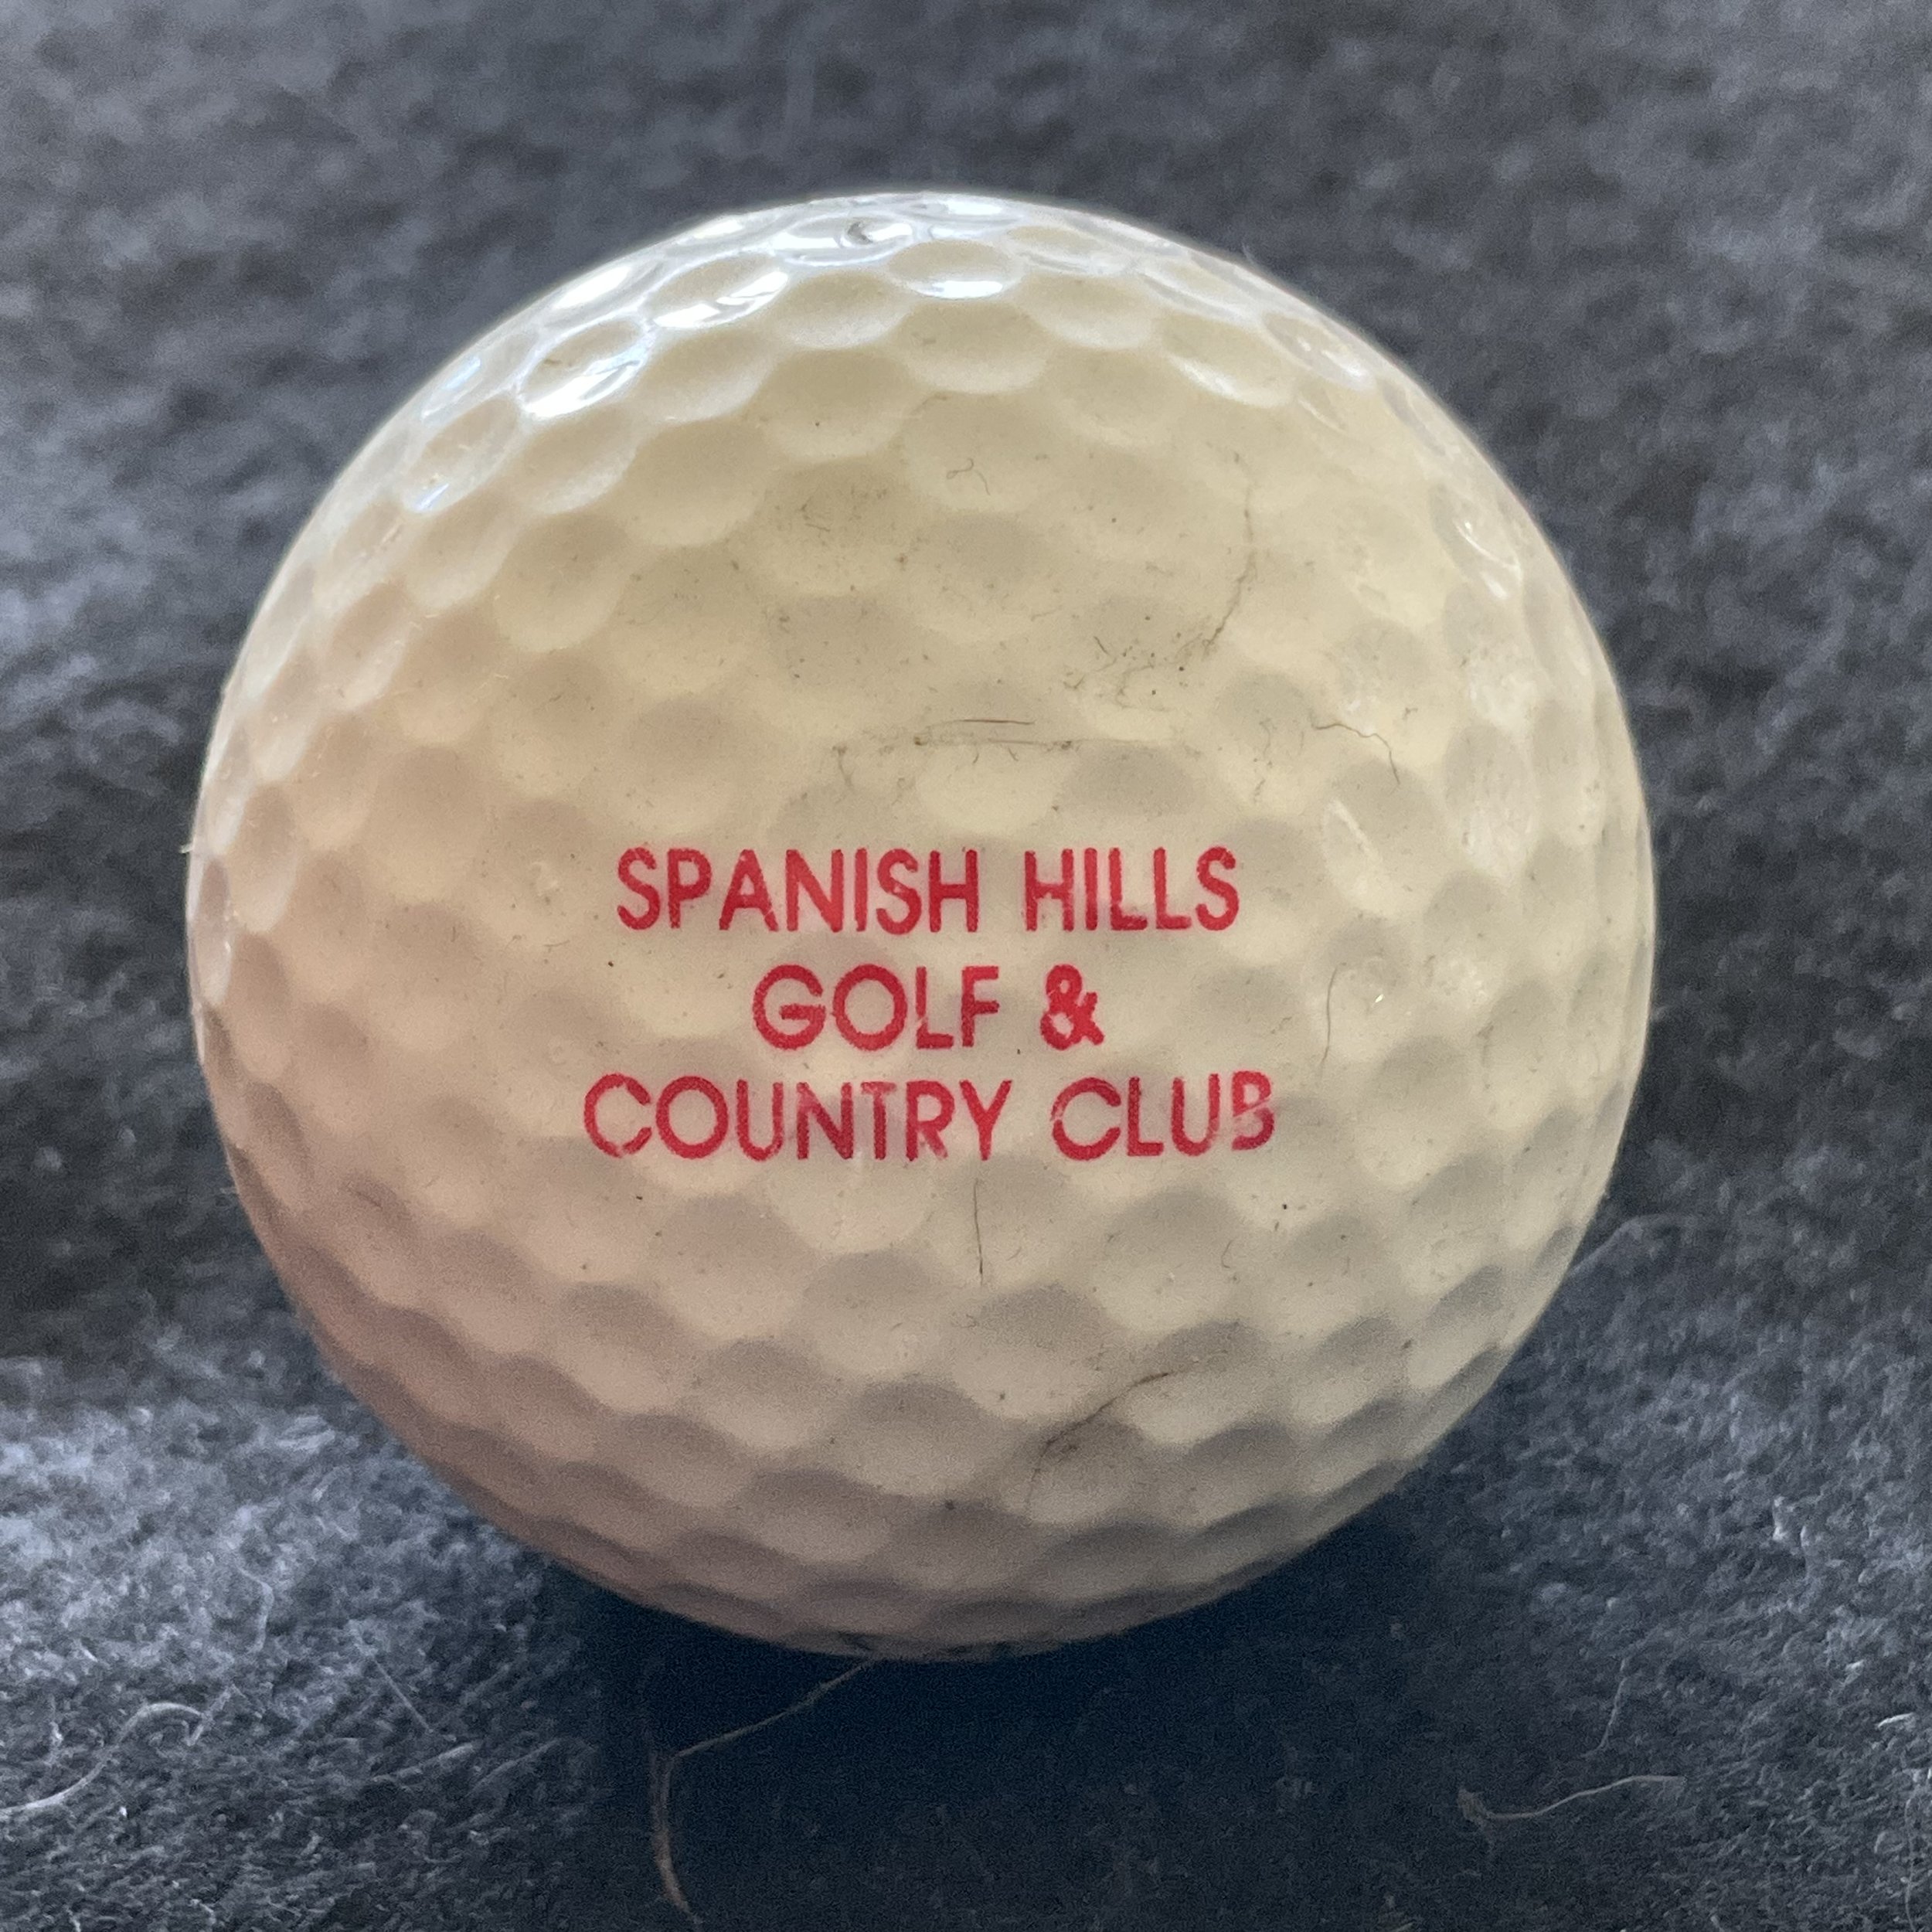 SPANISH HILLS
GOLF &
COUNTRY CLUB